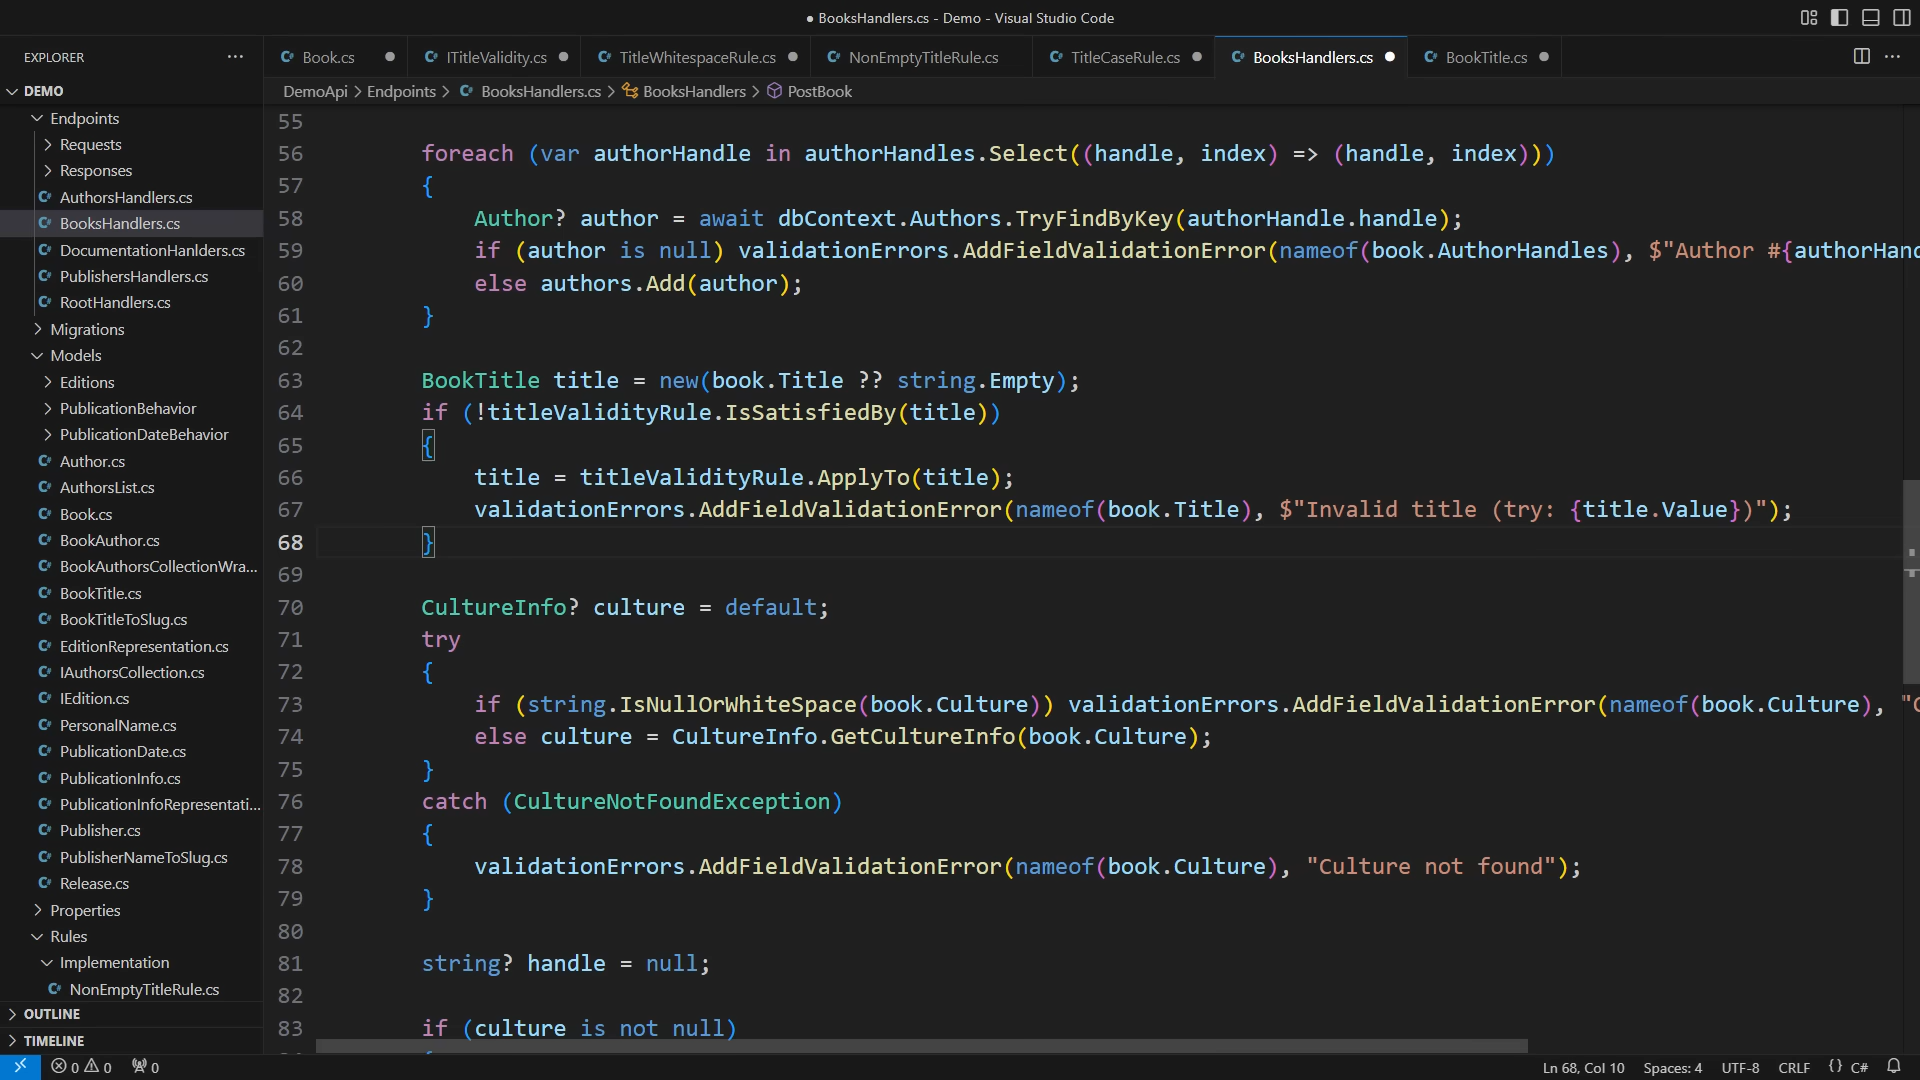 ● BooksHandlers.cs - Demo - Visual Studio Code
EXPLORER
Book.cs
ITitleValidity.cs
TitleWhitespaceRule.cs
NonEmptyTitleRule.cs
TitleCaseRule.cs
BooksHandlers.cs
BookTitle.cs
DEMO
DemoApi > Endpoints > BooksHandlers.cs > BooksHandlers > PostBook
Endpoints
Requests
Responses
AuthorsHandlers.cs
BooksHandlers.cs
DocumentationHanlders.cs
PublishersHandlers.cs
RootHandlers.cs
Migrations
Models
Editions
PublicationBehavior
PublicationDateBehavior
Author.cs
AuthorsList.cs
Book.cs
BookAuthor.cs
BookAuthorsCollectionWra...
BookTitle.cs
BookTitleToSlug.cs
EditionRepresentation.cs
IAuthorsCollection.cs
IEdition.cs
PersonalName.cs
PublicationDate.cs
PublicationInfo.cs
PublicationInfoRepresentati...
Publisher.cs
PublisherNameToSlug.cs
Release.cs
Properties
Rules
Implementation
NonEmptyTitleRule.cs
OUTLINE
TIMELINE
55
56 foreach (var authorHandle in authorHandles.Select((handle, index) => (handle, index)))
57 {
58 Author? author = await dbContext.Authors.TryFindByKey(authorHandle.handle);
59 if (author is null) validationErrors.AddFieldValidationError(nameof(book.AuthorHandles), $"Author #{authorHand
60 else authors.Add(author);
61 }
62
63 BookTitle title = new(book.Title ?? string.Empty);
64 if (!titleValidityRule.IsSatisfiedBy(title))
65 {
66 title = titleValidityRule.ApplyTo(title);
67 validationErrors.AddFieldValidationError(nameof(book.Title), $"Invalid title (try: {title.Value})");
68 }
69
70 CultureInfo? culture = default;
71 try
72 {
73 if (string.IsNullOrWhiteSpace(book.Culture)) validationErrors.AddFieldValidationError(nameof(book.Culture), "C
74 else culture = CultureInfo.GetCultureInfo(book.Culture);
75 }
76 catch (CultureNotFoundException)
77 {
78 validationErrors.AddFieldValidationError(nameof(book.Culture), "Culture not found");
79 }
80
81 string? handle = null;
82
83 if (culture is not null)
0 0 0
Ln 68, Col 10 Spaces: 4 UTF-8 CRLF {} C#